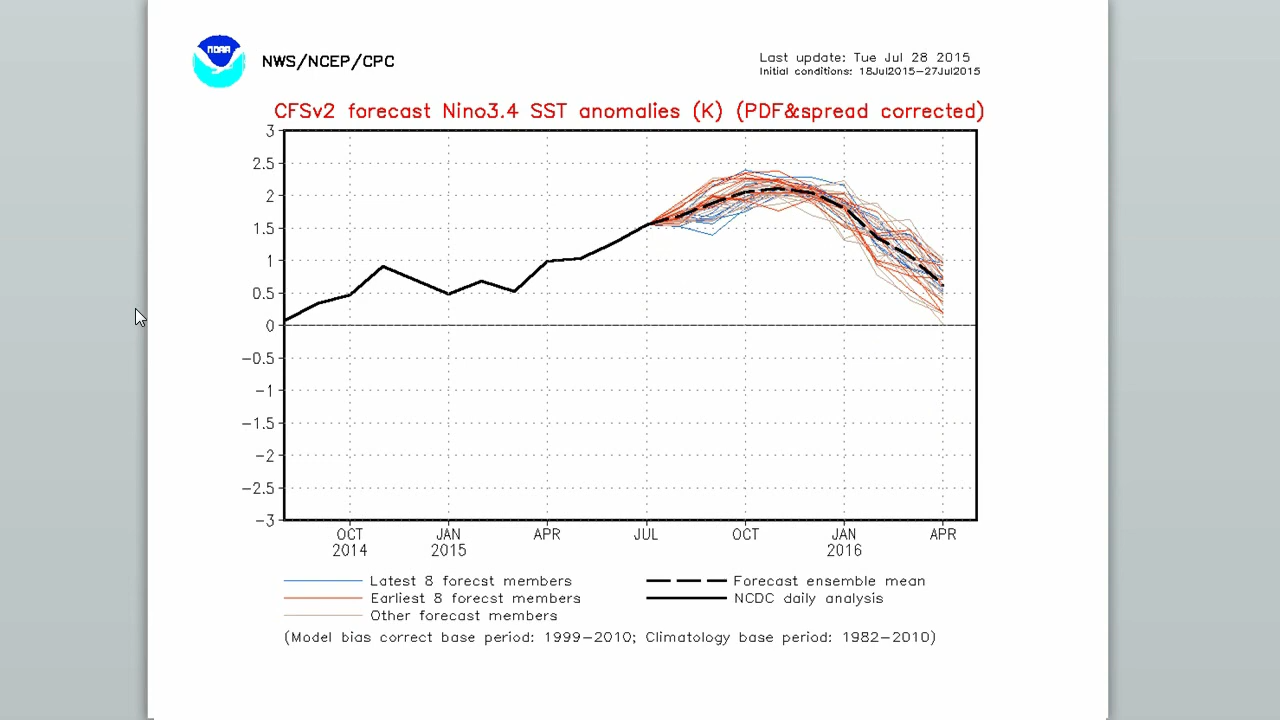 NOAA
NWS/NCEP/CPC
Last update: Tue Jul 28 2015
Initial conditions: 18Jul2015–27Jul2015
CFSv2 forecast Nino3.4 SST anomalies (K) (PDF&spread corrected)
3
2.5
2
1.5
1
0.5
0
−0.5
−1
−1.5
−2
−2.5
−3
OCT JAN APR JUL OCT JAN APR
2014 2015 2016
Latest 8 forecst members
Earliest 8 forecst members
Other forecast members
Forecast ensemble mean
NCDC daily analysis
(Model bias correct base period: 1999–2010; Climatology base period: 1982–2010)